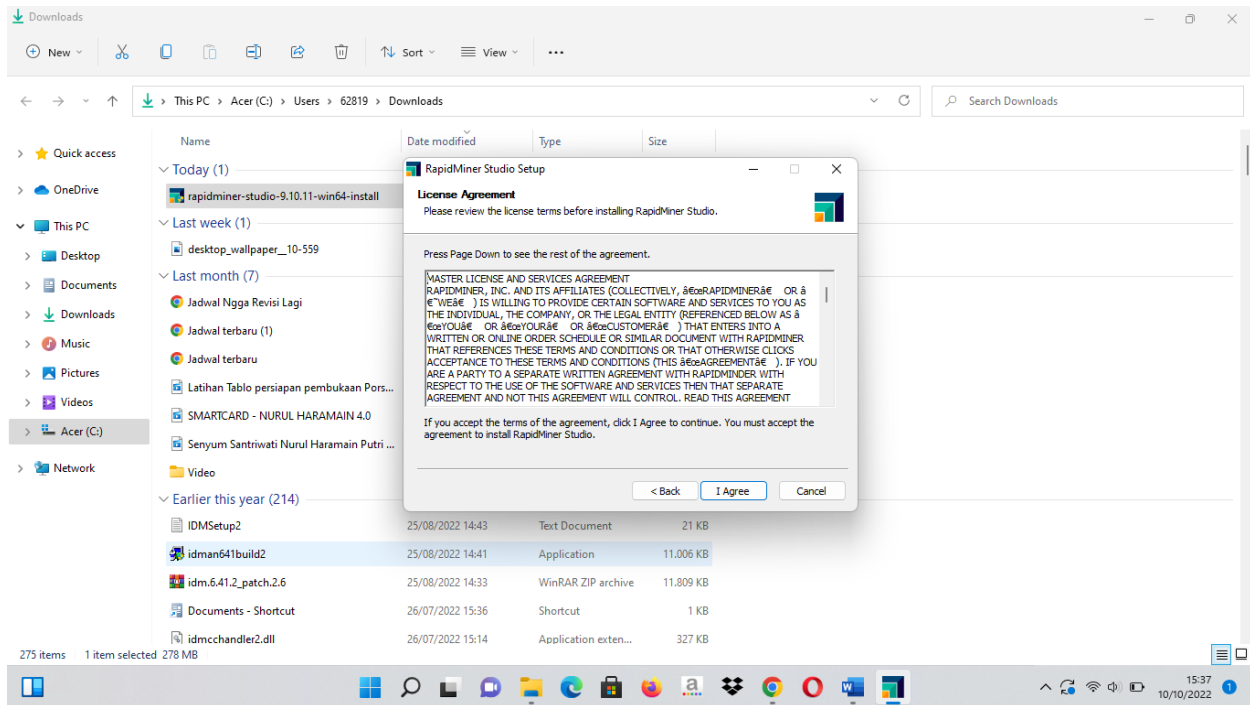 Downloads
New
Sort
View
This PC > Acer (C:) > Users > 62819 > Downloads
Search Downloads
Quick access
OneDrive
This PC
Desktop
Documents
Downloads
Music
Pictures
Videos
Acer (C:)
Network
Name Date modified Type Size
Today (1)
rapidminer-studio-9.10.11-win64-install
Last week (1)
desktop_wallpaper__10-559
Last month (7)
Jadwal Ngga Revisi Lagi
Jadwal terbaru (1)
Jadwal terbaru
Latihan Tablo persiapan pembukaan Pors...
SMARTCARD - NURUL HARAMAIN 4.0
Senyum Santriwati Nurul Haramain Putri ...
Video
Earlier this year (214)
IDMSetup2 25/08/2022 14:43 Text Document 21 KB
idman641build2 25/08/2022 14:41 Application 11.006 KB
idm.6.41.2_patch.2.6 25/08/2022 14:33 WinRAR ZIP archive 11.809 KB
Documents - Shortcut 26/07/2022 15:36 Shortcut 1 KB
idmcchandler2.dll 26/07/2022 15:14 Application exten... 327 KB
RapidMiner Studio Setup
License Agreement
Please review the license terms before installing RapidMiner Studio.
Press Page Down to see the rest of the agreement.
MASTER LICENSE AND SERVICES AGREEMENT
RAPIDMINER, INC. AND ITS AFFILIATES (COLLECTIVELY, â€œRAPIDMINERâ€ OR â
€˜WEâ€ ) IS WILLING TO PROVIDE CERTAIN SOFTWARE AND SERVICES TO YOU AS
THE INDIVIDUAL, THE COMPANY, OR THE LEGAL ENTITY (REFERENCED BELOW AS â
€œYOUâ€ OR â€œYOURâ€ OR â€œCUSTOMERâ€ ) THAT ENTERS INTO A
WRITTEN OR ONLINE ORDER SCHEDULE OR SIMILAR DOCUMENT WITH RAPIDMINER
THAT REFERENCES THESE TERMS AND CONDITIONS OR THAT OTHERWISE CLICKS
ACCEPTANCE TO THESE TERMS AND CONDITIONS (THIS â€œAGREEMENTâ€ ). IF YOU
ARE A PARTY TO A SEPARATE WRITTEN AGREEMENT WITH RAPIDMINDER WITH
RESPECT TO THE USE OF THE SOFTWARE AND SERVICES THEN THAT SEPARATE
AGREEMENT AND NOT THIS AGREEMENT WILL CONTROL. READ THIS AGREEMENT
If you accept the terms of the agreement, click I Agree to continue. You must accept the
agreement to install RapidMiner Studio.
< Back
I Agree
Cancel
275 items 1 item selected 278 MB
a
15:37
10/10/2022
1